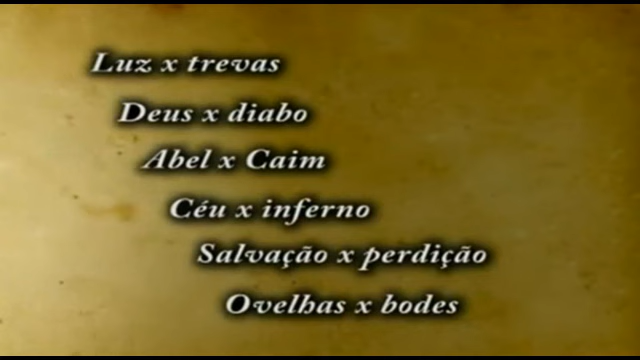 Luz x trevas
Deus x diabo
Abel x Caim
Céu x inferno
Salvação x perdição
Ovelhas x bodes